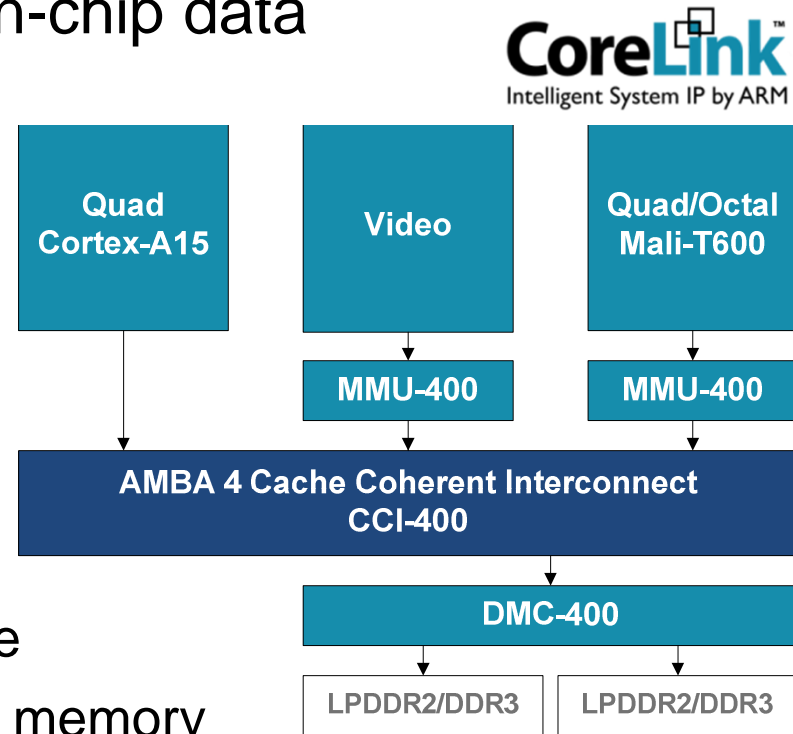 n-chip data
CoreLink™
Intelligent System IP by ARM
Quad
Cortex-A15
Video
Quad/Octal
Mali-T600
MMU-400
MMU-400
AMBA 4 Cache Coherent Interconnect
CCI-400
DMC-400
e
memory
LPDDR2/DDR3
LPDDR2/DDR3